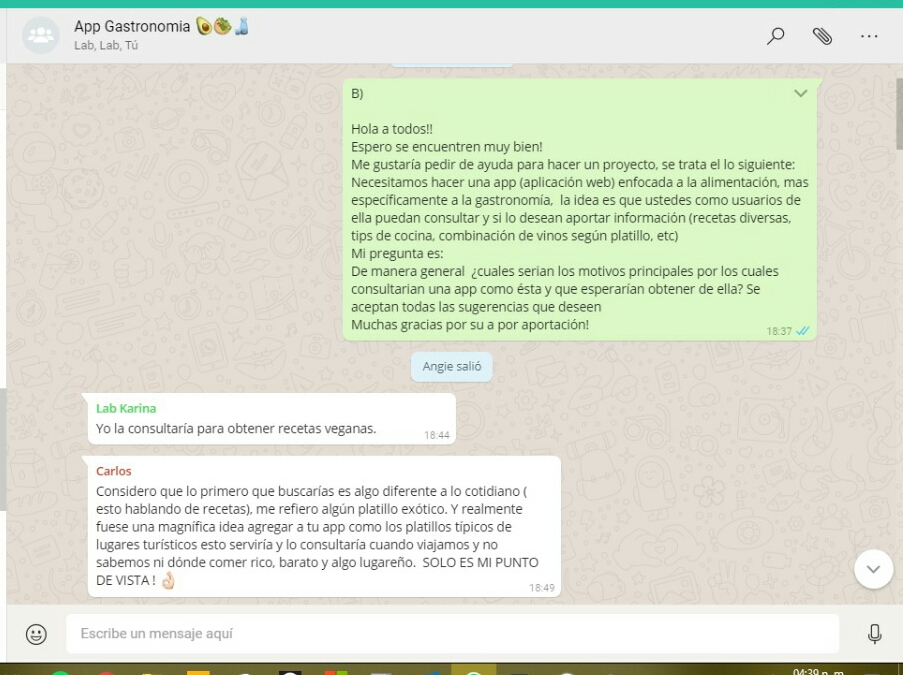 App Gastronomia 🥑🥙🍶
Lab, Lab, Tú
B)
Hola a todos!!
Espero se encuentren muy bien!
Me gustaría pedir de ayuda para hacer un proyecto, se trata el lo siguiente:
Necesitamos hacer una app (aplicación web) enfocada a la alimentación, mas
específicamente a la gastronomía, la idea es que ustedes como usuarios de
ella puedan consultar y si lo desean aportar información (recetas diversas,
tips de cocina, combinación de vinos según platillo, etc)
Mi pregunta es:
De manera general ¿cuales serian los motivos principales por los cuales
consultarian una app como ésta y que esperarían obtener de ella? Se
aceptan todas las sugerencias que deseen
Muchas gracias por su a por aportación!
18:37
Angie salió
Lab Karina
Yo la consultaría para obtener recetas veganas.
18:44
Carlos
Considero que lo primero que buscarías es algo diferente a lo cotidiano (
esto hablando de recetas), me refiero algún platillo exótico. Y realmente
fuese una magnífica idea agregar a tu app como los platillos típicos de
lugares turísticos esto serviría y lo consultaría cuando viajamos y no
sabemos ni dónde comer rico, barato y algo lugareño. SOLO ES MI PUNTO
DE VISTA ! 👌🏻
18:49
Escribe un mensaje aquí
04:39 p. m.